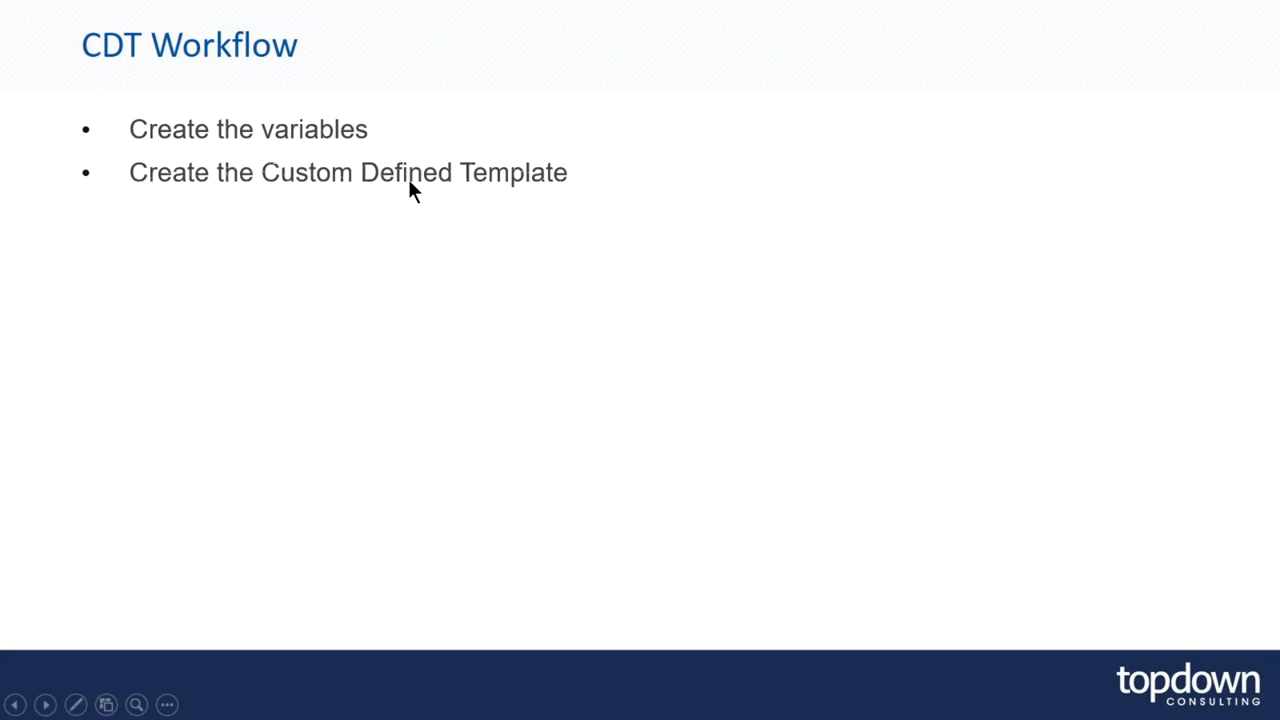 CDT Workflow
• Create the variables
• Create the Custom Defined Template
topdown
CONSULTING